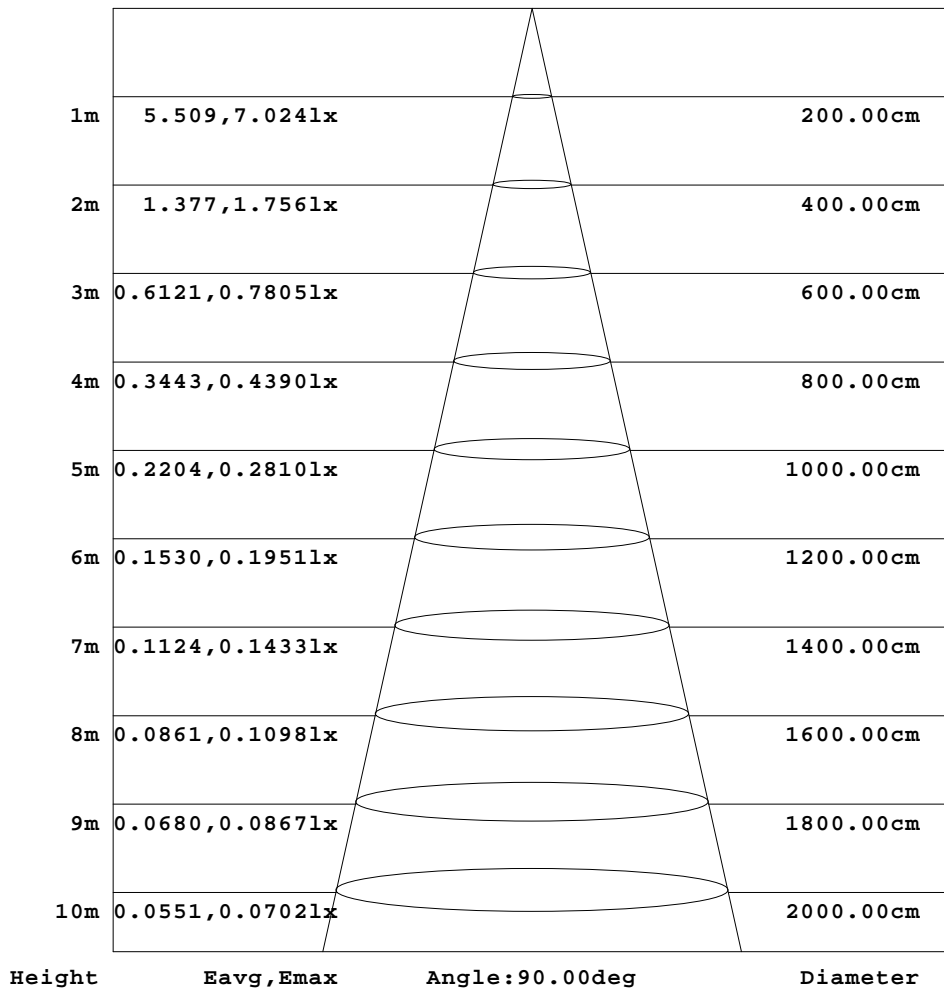 1m 5.509,7.024lx 200.00cm
2m 1.377,1.756lx 400.00cm
3m 0.6121,0.7805lx 600.00cm
4m 0.3443,0.4390lx 800.00cm
5m 0.2204,0.2810lx 1000.00cm
6m 0.1530,0.1951lx 1200.00cm
7m 0.1124,0.1433lx 1400.00cm
8m 0.0861,0.1098lx 1600.00cm
9m 0.0680,0.0867lx 1800.00cm
10m 0.0551,0.0702lx 2000.00cm
Height Eavg,Emax Angle:90.00deg Diameter